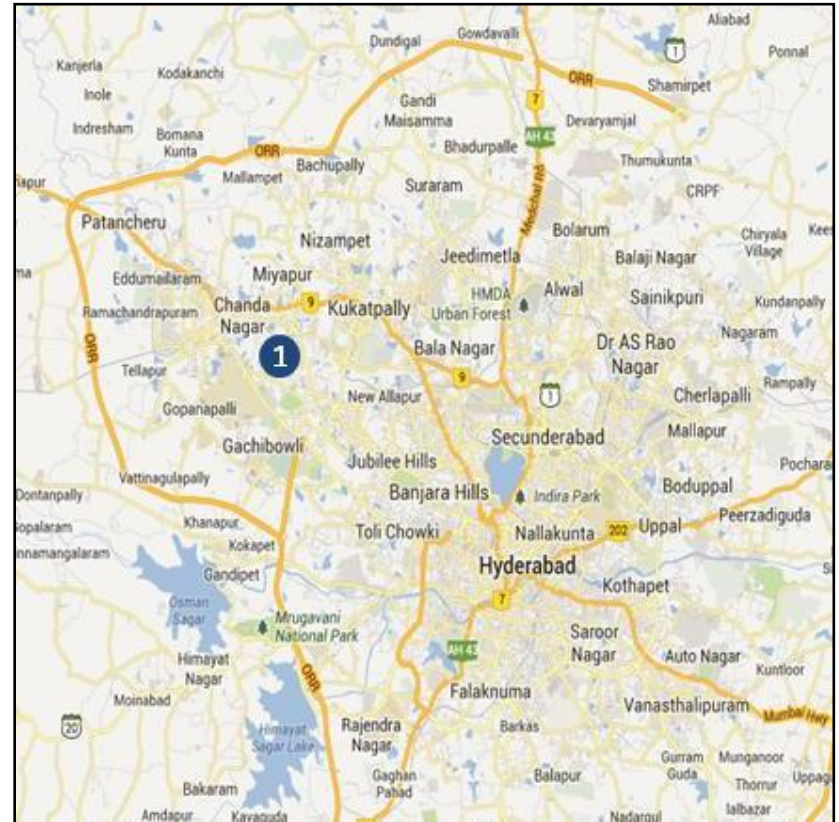 Aliabad
Gowdavalli
Dundigal
1
Ponnal
Kanjerla
Kodakanchi
ORR
Shamirpet
Inole
7
Gandi
Maisamma
Indresham
Bomana
Kunta
AH 43
Devaryamjal
Bhadurpalle
ORR
Bachupally
Thumukunta
Mallampet
Suraram
CRPF
Medchal Rd
Patancheru
Bolarum
Nizampet
Chiryala
Village
Jeedimetla
Balaji Nagar
Eddumailaram
Miyapur
HMDA
Urban Forest
Alwal
Sainikpuri
Kundanpally
Ramachandrapuram
Chanda
Nagar
9
Kukatpally
Nagaram
ORR
1
Bala Nagar
Dr AS Rao
Nagar
Tellapur
9
Rampally
New Allapur
1
Cherlapalli
Gopanapalli
Mallapur
Secunderabad
Gachibowli
Jubilee Hills
Vattinagulapally
Banjara Hills
Indira Park
Boduppal
Dontanpally
Khanapur
Toli Chowki
Nallakunta
202
Uppal
Peerzadiguda
Kokapet
Hyderabad
Gandipet
Kothapet
Osman
Sagar
7
Mrugavani
National Park
Saroor
Nagar
Himayat
Nagar
AH 43
Auto Nagar
Kuntloor
ORR
Moinabad
Falaknuma
Vanasthalipuram
20
Himayat
Sagar Lake
Rajendra
Nagar
Barkas
Mumbai Hwy
Gurram
Guda
Munganoor
Gaghan
Pahad
Balapur
Thorrur
Bakaram
Amdapur
Kavaguda
Nadargul